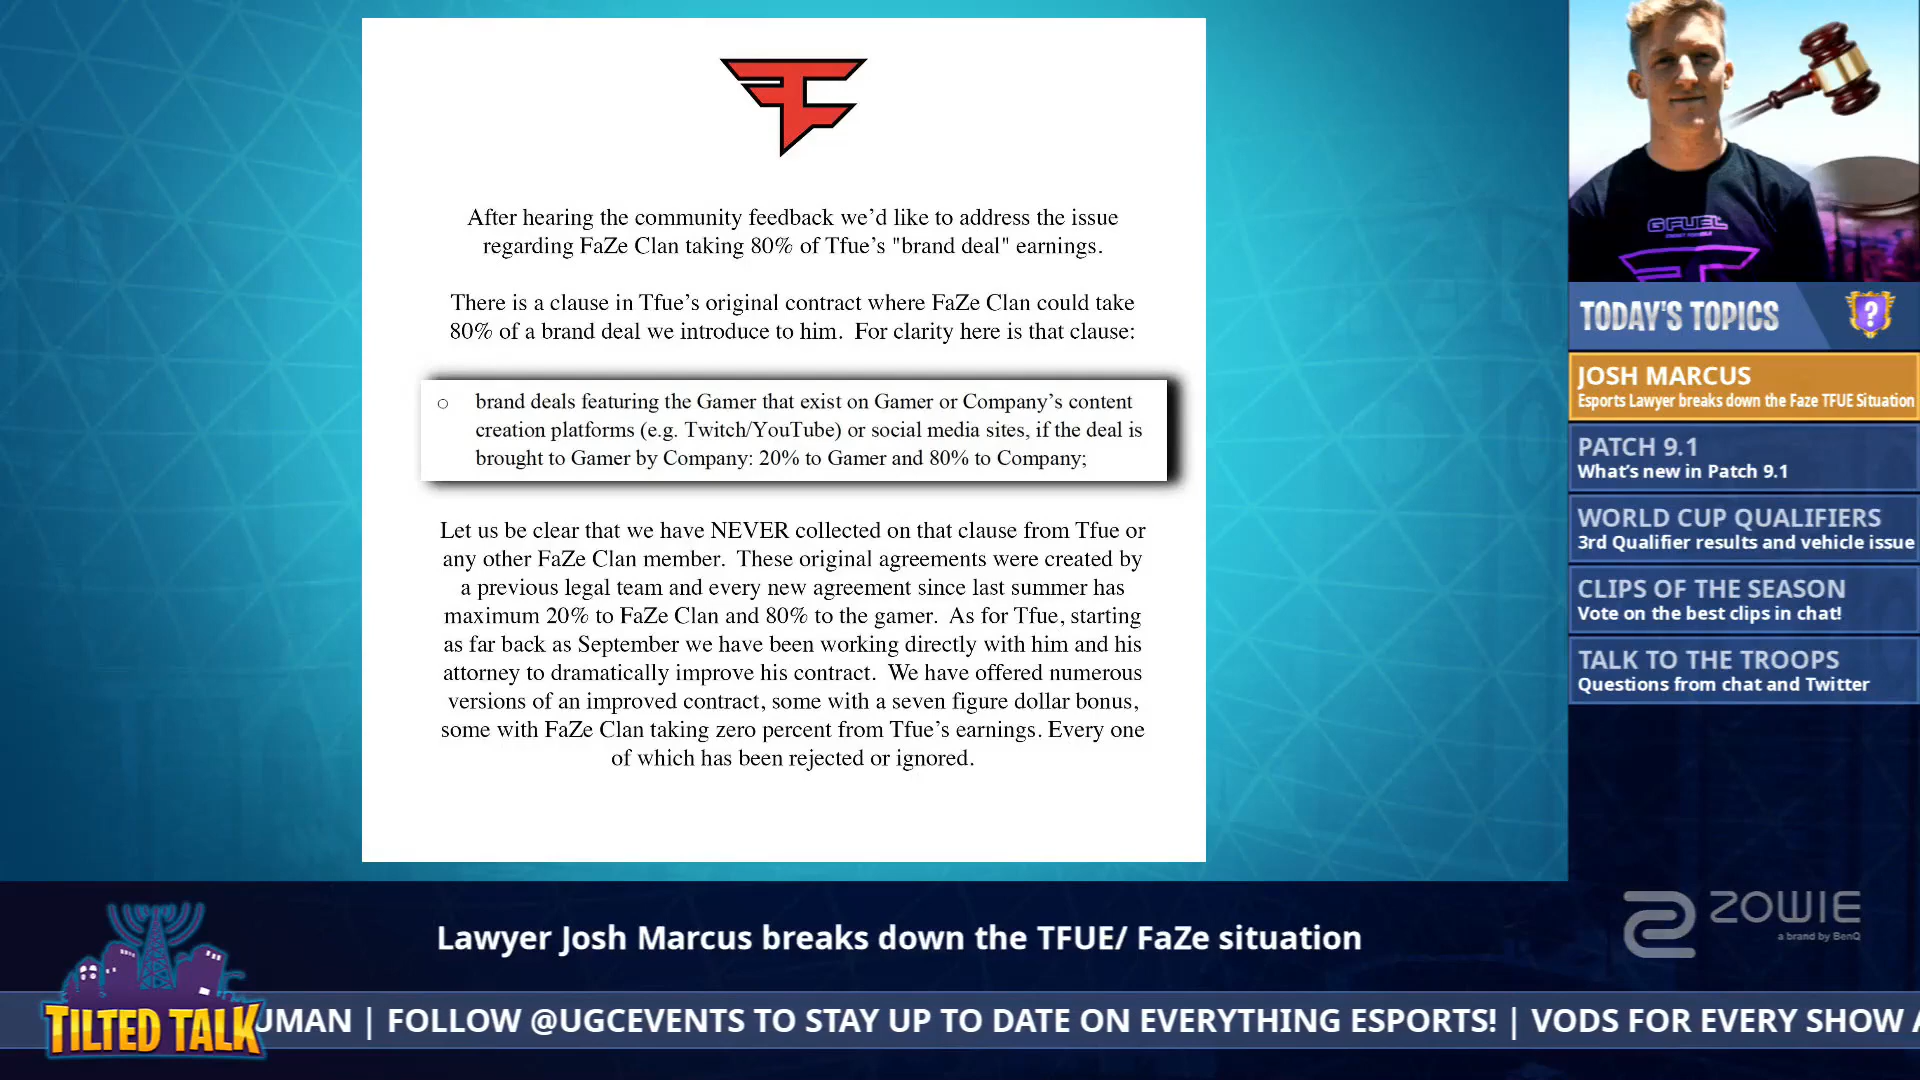 After hearing the community feedback we'd like to address the issue
regarding FaZe Clan taking 80% of Tfue's "brand deal" earnings.
There is a clause in Tfue's original contract where FaZe Clan could take
80% of a brand deal we introduce to him.  For clarity here is that clause:
○ brand deals featuring the Gamer that exist on Gamer or Company's content
creation platforms (e.g. Twitch/YouTube) or social media sites, if the deal is
brought to Gamer by Company: 20% to Gamer and 80% to Company;
Let us be clear that we have NEVER collected on that clause from Tfue or
any other FaZe Clan member.  These original agreements were created by
a previous legal team and every new agreement since last summer has
maximum 20% to FaZe Clan and 80% to the gamer.  As for Tfue, starting
as far back as September we have been working directly with him and his
attorney to dramatically improve his contract.  We have offered numerous
versions of an improved contract, some with a seven figure dollar bonus,
some with FaZe Clan taking zero percent from Tfue's earnings. Every one
of which has been rejected or ignored.
G FUEL
TODAY'S TOPICS
?
JOSH MARCUS
Esports Lawyer breaks down the Faze TFUE Situation
PATCH 9.1
What's new in Patch 9.1
WORLD CUP QUALIFIERS
3rd Qualifier results and vehicle issue
CLIPS OF THE SEASON
Vote on the best clips in chat!
TALK TO THE TROOPS
Questions from chat and Twitter
Lawyer Josh Marcus breaks down the TFUE/ FaZe situation
ZOWIE
a brand by BenQ
TILTED TALK
UMAN | FOLLOW @UGCEVENTS TO STAY UP TO DATE ON EVERYTHING ESPORTS! | VODS FOR EVERY SHOW A